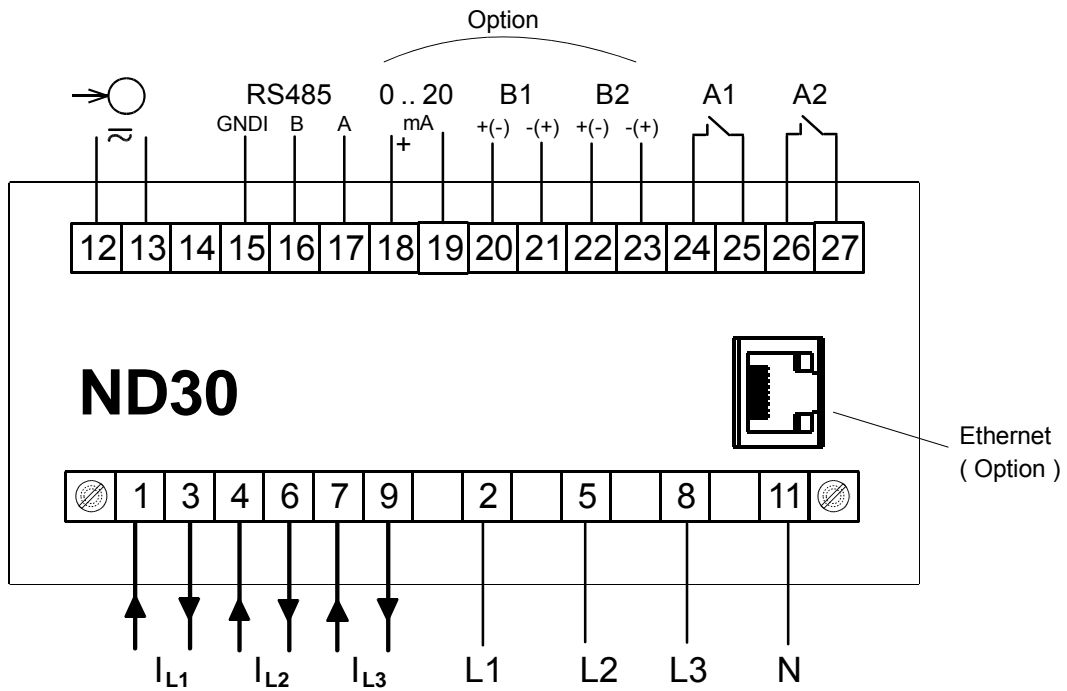 Option
RS485 0 .. 20 B1 B2 A1 A2
GNDI B A mA +(-) -(+) +(-) -(+)
+
12 13 14 15 16 17 18 19 20 21 22 23 24 25 26 27
ND30
Ethernet
( Option )
1 3 4 6 7 9 2 5 8 11
IL1 IL2 IL3 L1 L2 L3 N